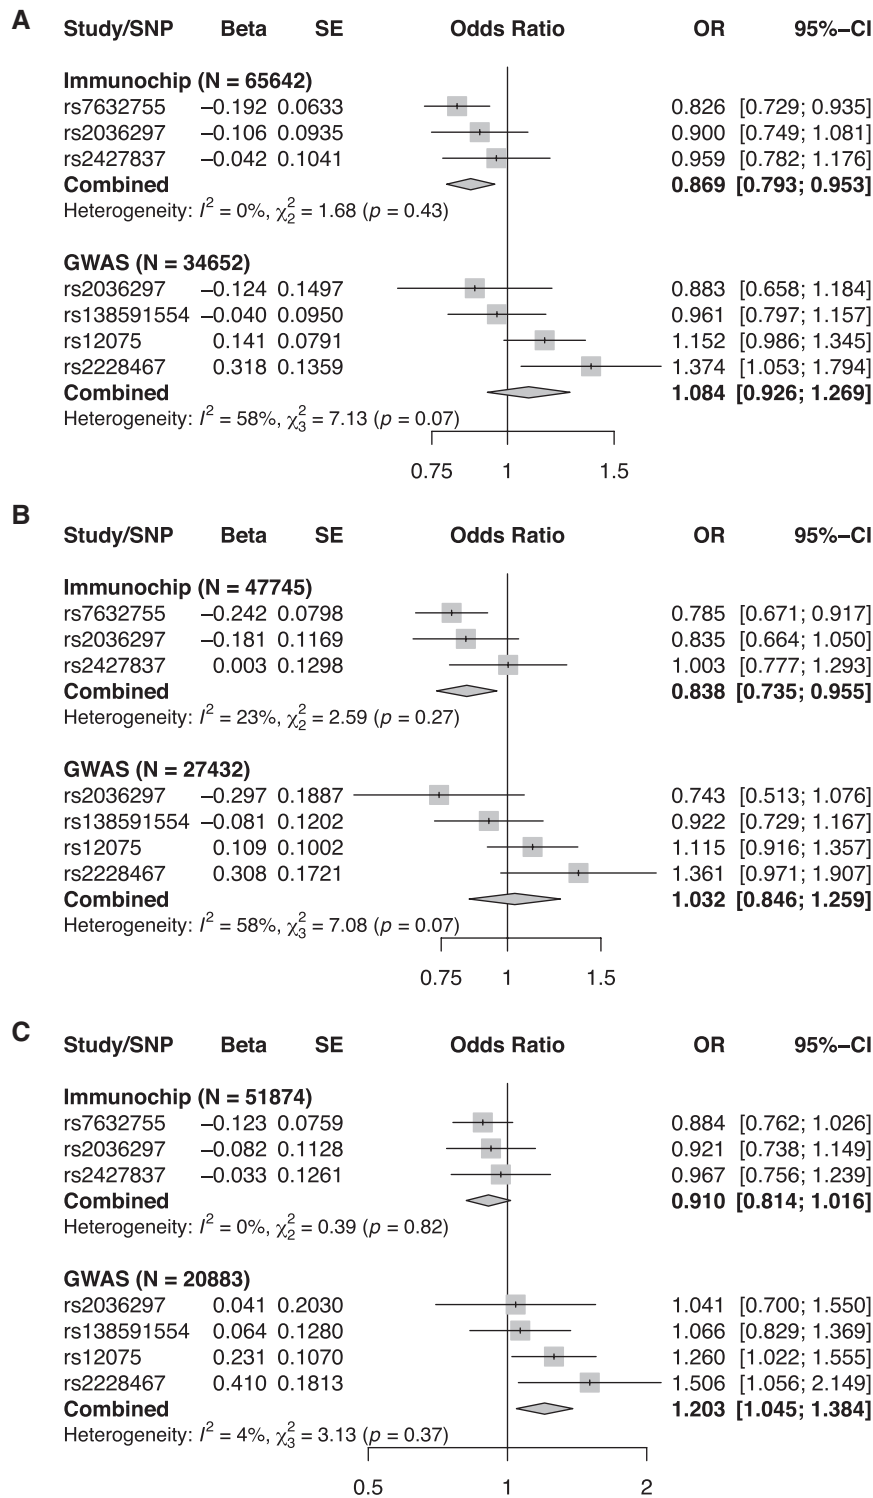 A
Study/SNP Beta SE Odds Ratio OR 95%–CI
Immunochip (N = 65642)
rs7632755 –0.192 0.0633 0.826 [0.729; 0.935]
rs2036297 –0.106 0.0935 0.900 [0.749; 1.081]
rs2427837 –0.042 0.1041 0.959 [0.782; 1.176]
Combined 0.869 [0.793; 0.953]
Heterogeneity: I² = 0%, χ²₂ = 1.68 (p = 0.43)
GWAS (N = 34652)
rs2036297 –0.124 0.1497 0.883 [0.658; 1.184]
rs138591554 –0.040 0.0950 0.961 [0.797; 1.157]
rs12075 0.141 0.0791 1.152 [0.986; 1.345]
rs2228467 0.318 0.1359 1.374 [1.053; 1.794]
Combined 1.084 [0.926; 1.269]
Heterogeneity: I² = 58%, χ²₃ = 7.13 (p = 0.07)
0.75 1 1.5
B
Study/SNP Beta SE Odds Ratio OR 95%–CI
Immunochip (N = 47745)
rs7632755 –0.242 0.0798 0.785 [0.671; 0.917]
rs2036297 –0.181 0.1169 0.835 [0.664; 1.050]
rs2427837 0.003 0.1298 1.003 [0.777; 1.293]
Combined 0.838 [0.735; 0.955]
Heterogeneity: I² = 23%, χ²₂ = 2.59 (p = 0.27)
GWAS (N = 27432)
rs2036297 –0.297 0.1887 0.743 [0.513; 1.076]
rs138591554 –0.081 0.1202 0.922 [0.729; 1.167]
rs12075 0.109 0.1002 1.115 [0.916; 1.357]
rs2228467 0.308 0.1721 1.361 [0.971; 1.907]
Combined 1.032 [0.846; 1.259]
Heterogeneity: I² = 58%, χ²₃ = 7.08 (p = 0.07)
0.75 1 1.5
C
Study/SNP Beta SE Odds Ratio OR 95%–CI
Immunochip (N = 51874)
rs7632755 –0.123 0.0759 0.884 [0.762; 1.026]
rs2036297 –0.082 0.1128 0.921 [0.738; 1.149]
rs2427837 –0.033 0.1261 0.967 [0.756; 1.239]
Combined 0.910 [0.814; 1.016]
Heterogeneity: I² = 0%, χ²₂ = 0.39 (p = 0.82)
GWAS (N = 20883)
rs2036297 0.041 0.2030 1.041 [0.700; 1.550]
rs138591554 0.064 0.1280 1.066 [0.829; 1.369]
rs12075 0.231 0.1070 1.260 [1.022; 1.555]
rs2228467 0.410 0.1813 1.506 [1.056; 2.149]
Combined 1.203 [1.045; 1.384]
Heterogeneity: I² = 4%, χ²₃ = 3.13 (p = 0.37)
0.5 1 2